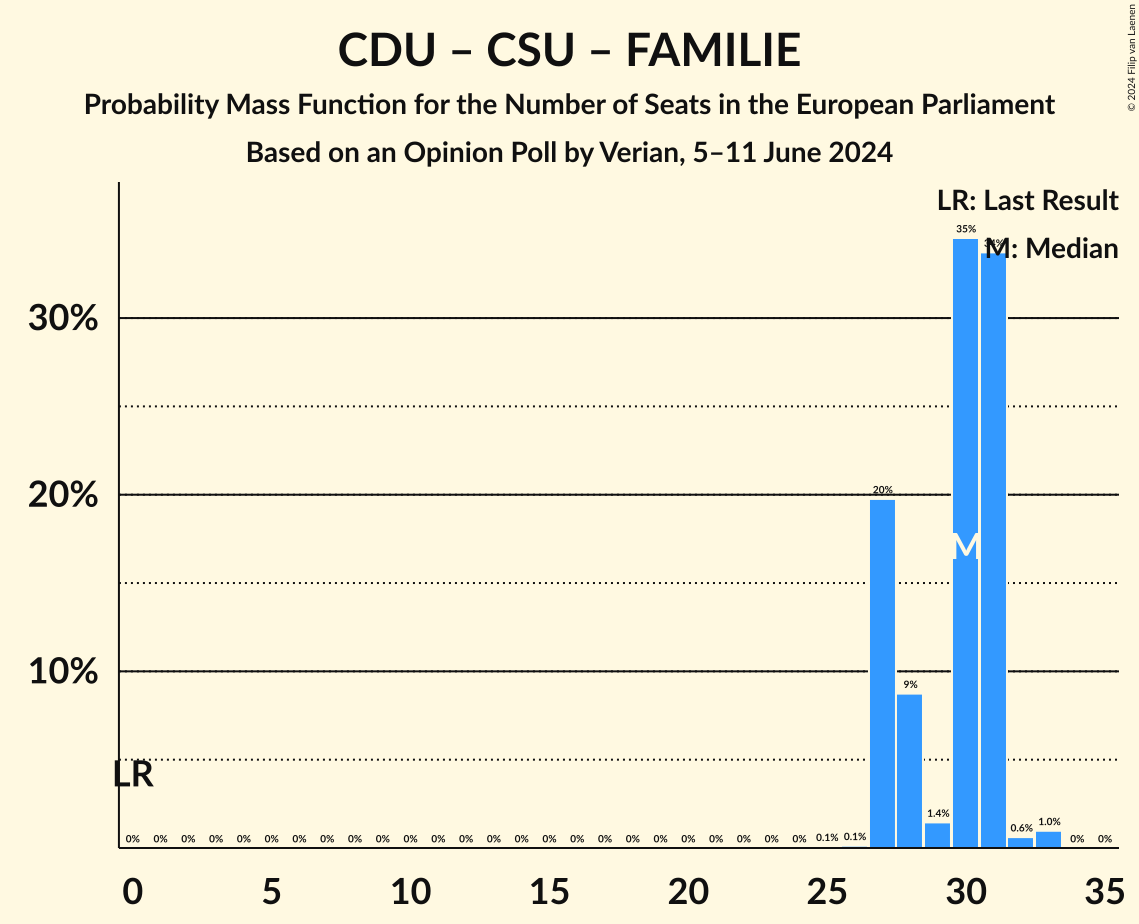 CDU – CSU – FAMILIE
Probability Mass Function for the Number of Seats in the European Parliament
Based on an Opinion Poll by Verian, 5–11 June 2024
© 2024 Filip van Laenen
LR: Last Result
M: Median
35%
34%
30%
20%
20%
M
10%
9%
LR
0% 0% 0% 0% 0% 0% 0% 0% 0% 0% 0% 0% 0% 0% 0% 0% 0% 0% 0% 0% 0% 0% 0% 0% 0% 0.1% 0.1% 1.4% 0.6% 1.0% 0% 0%
0 5 10 15 20 25 30 35